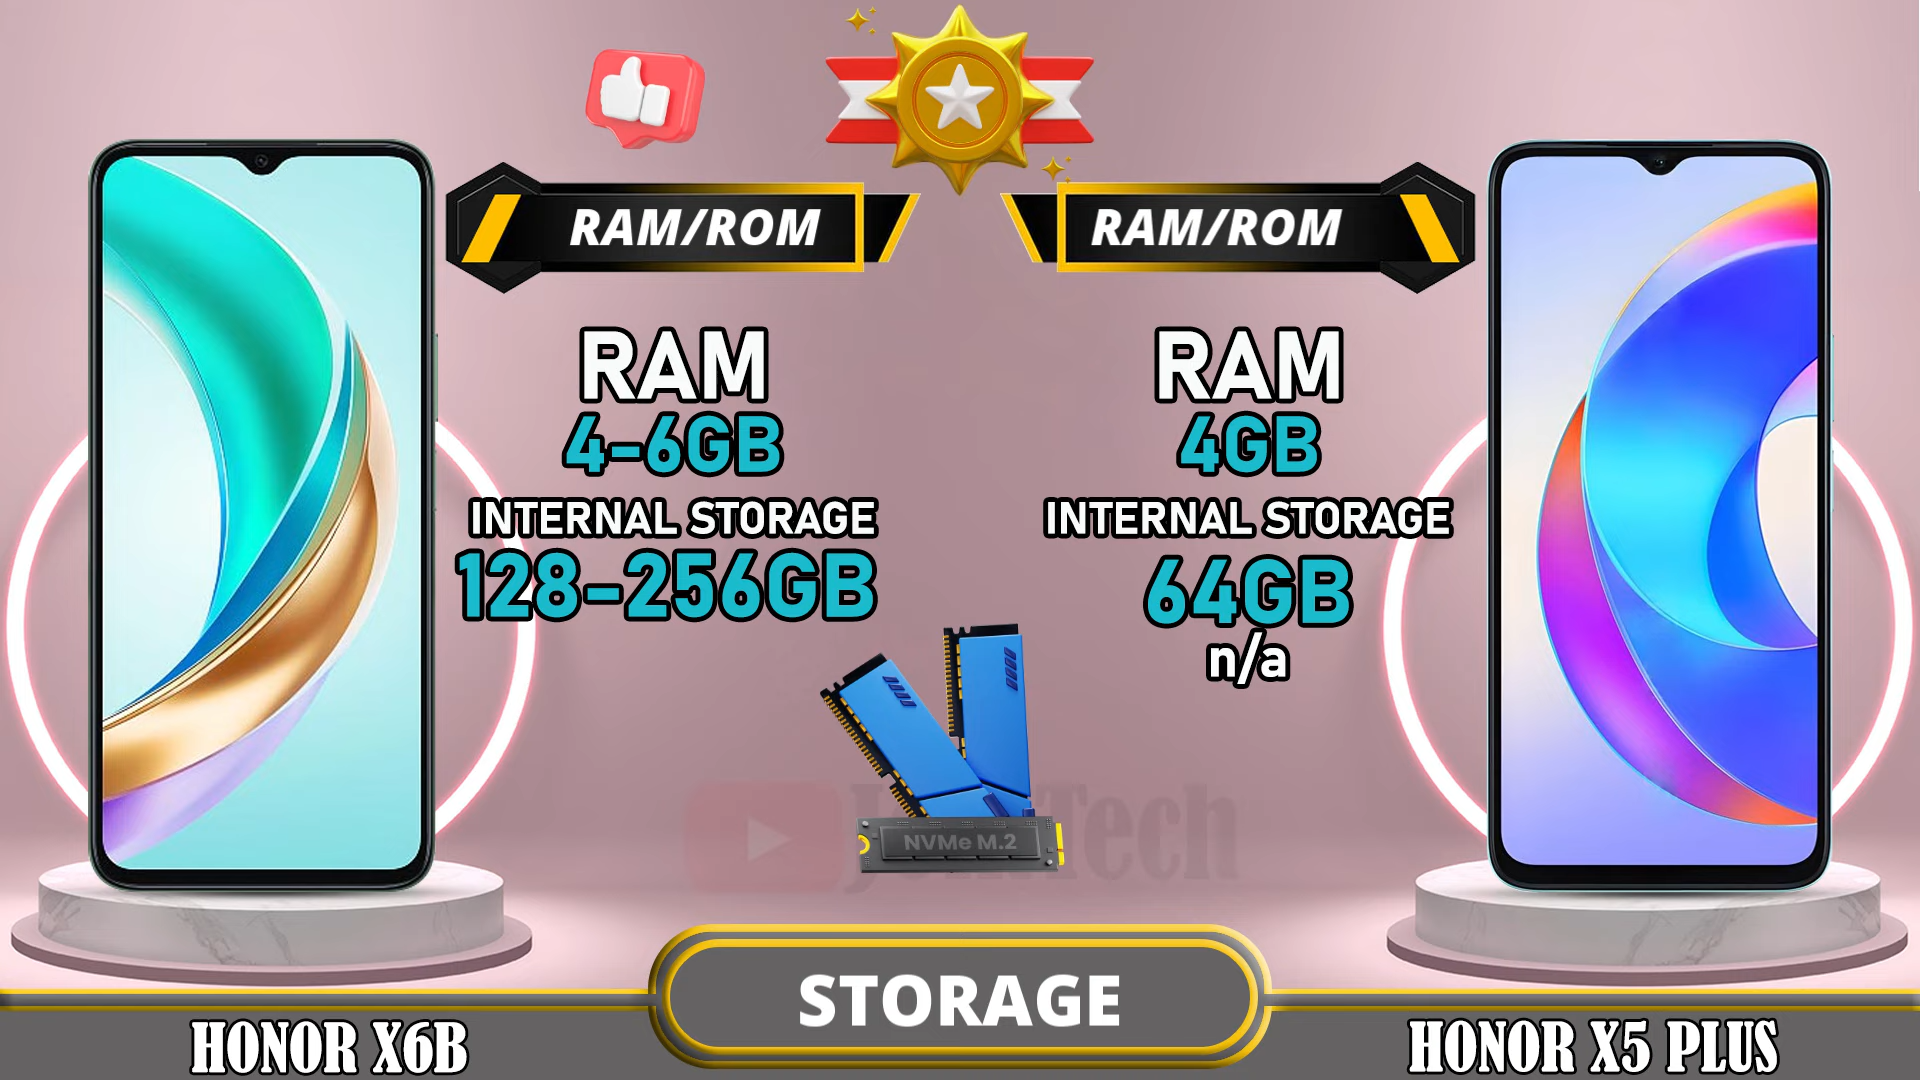 RAM/ROM
RAM/ROM
RAM
4-6GB
INTERNAL STORAGE
128-256GB
RAM
4GB
INTERNAL STORAGE
64GB
n/a
NVMe M.2
Tech
STORAGE
HONOR X6B
HONOR X5 PLUS